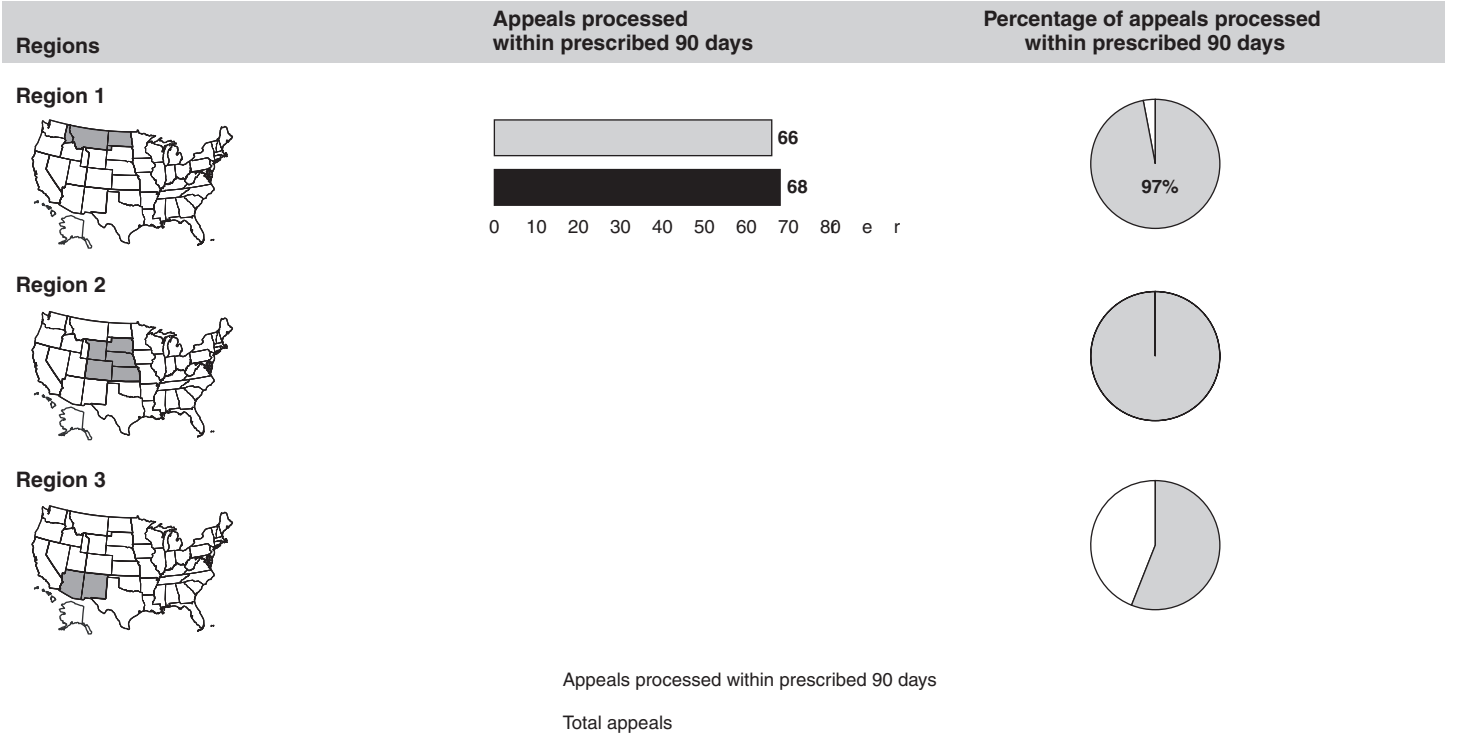 Regions
Appeals processed
within prescribed 90 days
Percentage of appeals processed
within prescribed 90 days
Region 1
66
68
0 10 20 30 40 50 60 70 80 e r
97%
Region 2
Region 3
Appeals processed within prescribed 90 days
Total appeals